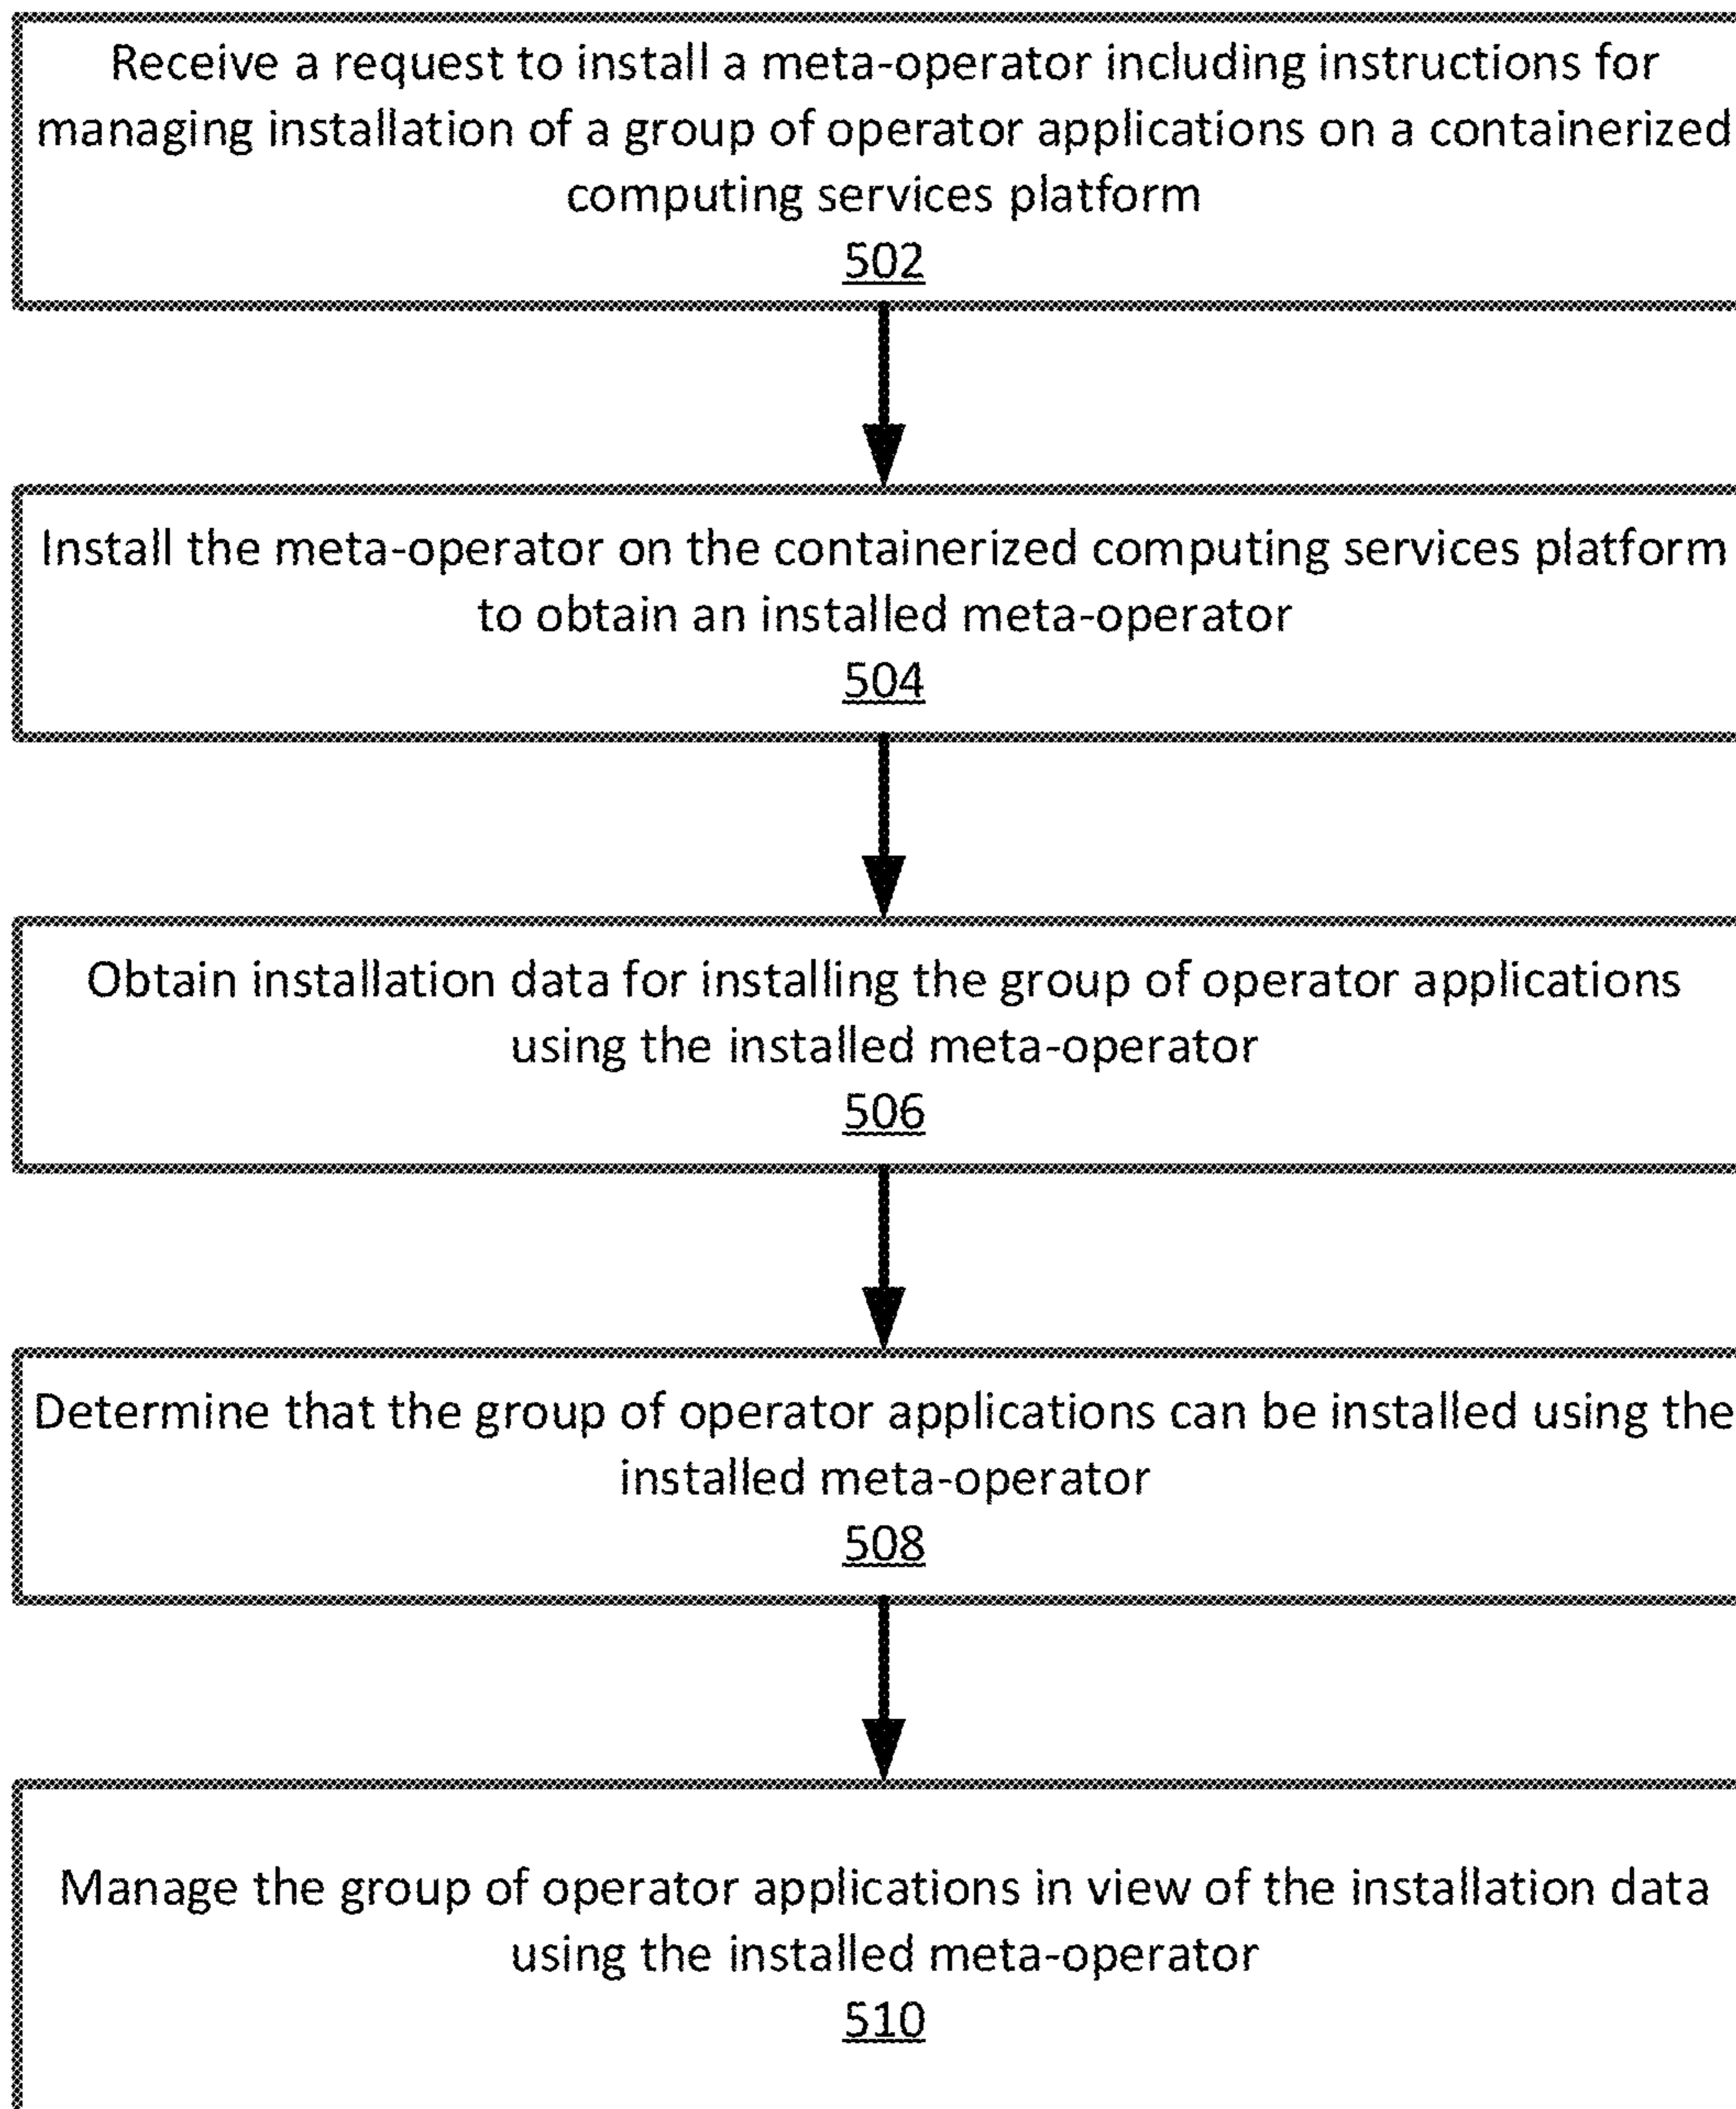 Receive a request to install a meta-operator including instructions for
managing installation of a group of operator applications on a containerized
computing services platform
502
Install the meta-operator on the containerized computing services platform
to obtain an installed meta-operator
504
Obtain installation data for installing the group of operator applications
using the installed meta-operator
506
Determine that the group of operator applications can be installed using the
installed meta-operator
508
Manage the group of operator applications in view of the installation data
using the installed meta-operator
510